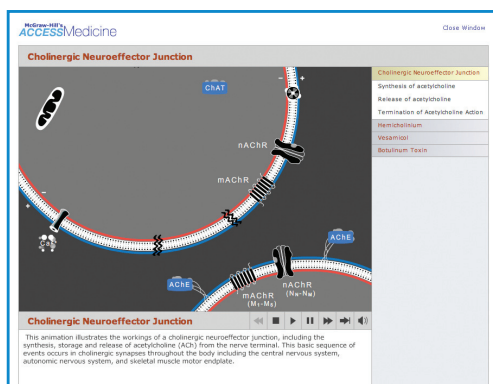 McGraw-Hill's
ACCESSMedicine
Close Window
Cholinergic Neuroeffector Junction
Cholinergic Neuroeffector Junction
Synthesis of acetylcholine
Release of acetylcholine
Termination of Acetylcholine Action
Hemicholinium
Vesamicol
Botulinum Toxin
ChAT
- +
nAChR
mAChR
+
-
Ca
AChE
AChE
mAChR
(M₁-M₅)
nAChR
(Nₙ-Nₘ)
Cholinergic Neuroeffector Junction
This animation illustrates the workings of a cholinergic neuroeffector junction, including the
synthesis, storage and release of acetylcholine (ACh) from the nerve terminal. This basic sequence of
events occurs in cholinergic synapses throughout the body including the central nervous system,
autonomic nervous system, and skeletal muscle motor endplate.